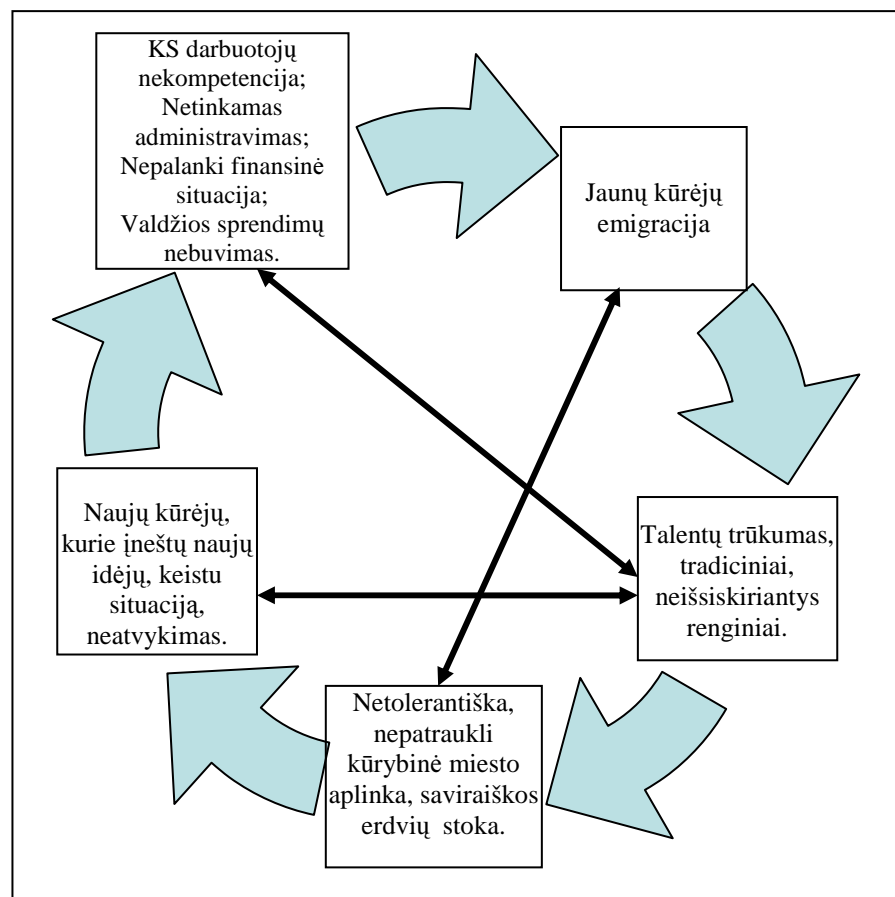 KS darbuotojų
nekompetencija;
Netinkamas
administravimas;
Nepalanki finansinė
situacija;
Valdžios sprendimų
nebuvimas.
Jaunų kūrėjų
emigracija
Talentų trūkumas,
tradiciniai,
neišsiskiriantys
renginiai.
Netolerantiška,
nepatraukli
kūrybinė miesto
aplinka, saviraiškos
erdvių stoka.
Naujų kūrėjų,
kurie įneštų naujų
idėjų, keistu
situaciją,
neatvykimas.